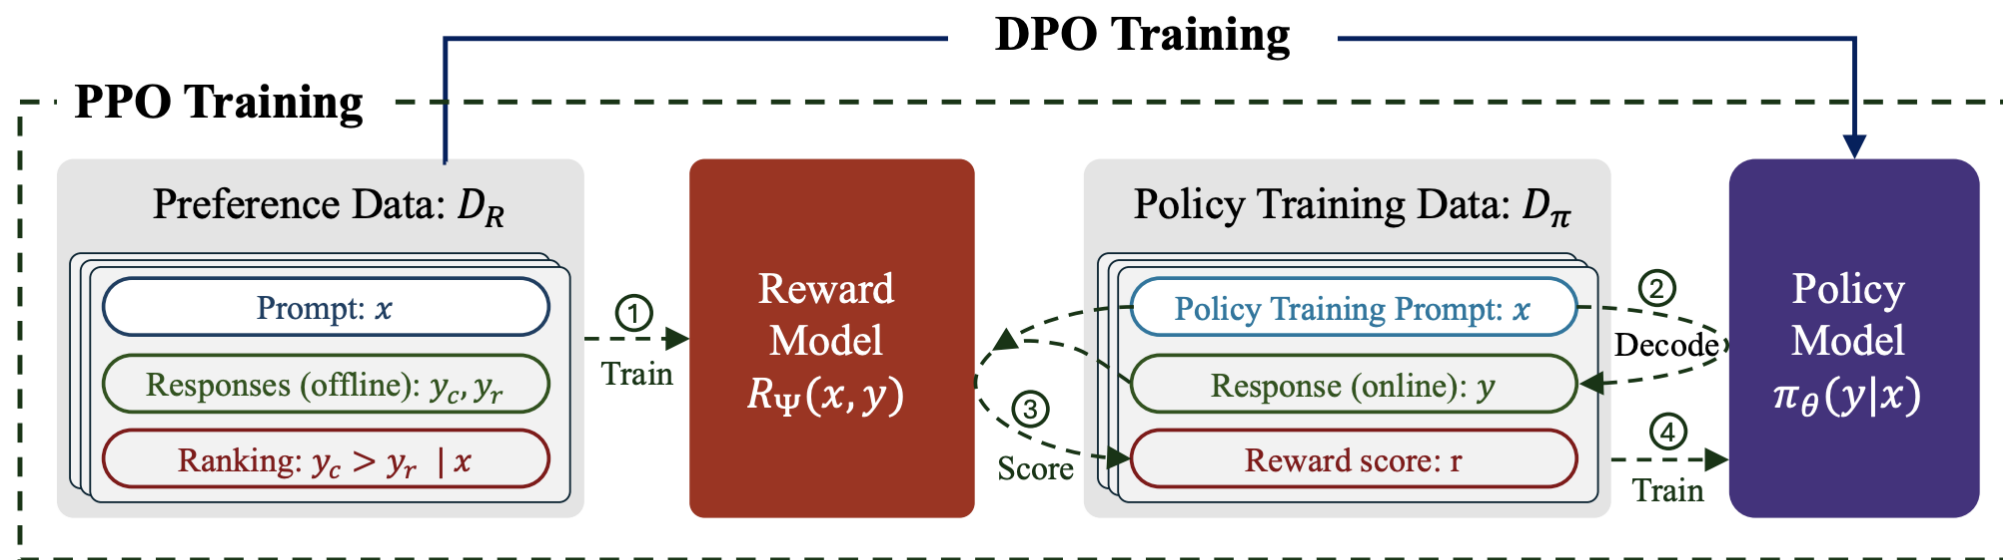 DPO Training
PPO Training
Preference Data: D_R
Prompt: x
Responses (offline): y_c, y_r
Ranking: y_c > y_r | x
①
Train
Reward
Model
R_Ψ(x, y)
③
Score
Policy Training Data: D_π
Policy Training Prompt: x
Response (online): y
Reward score: r
②
Decode
④
Train
Policy
Model
π_θ(y|x)